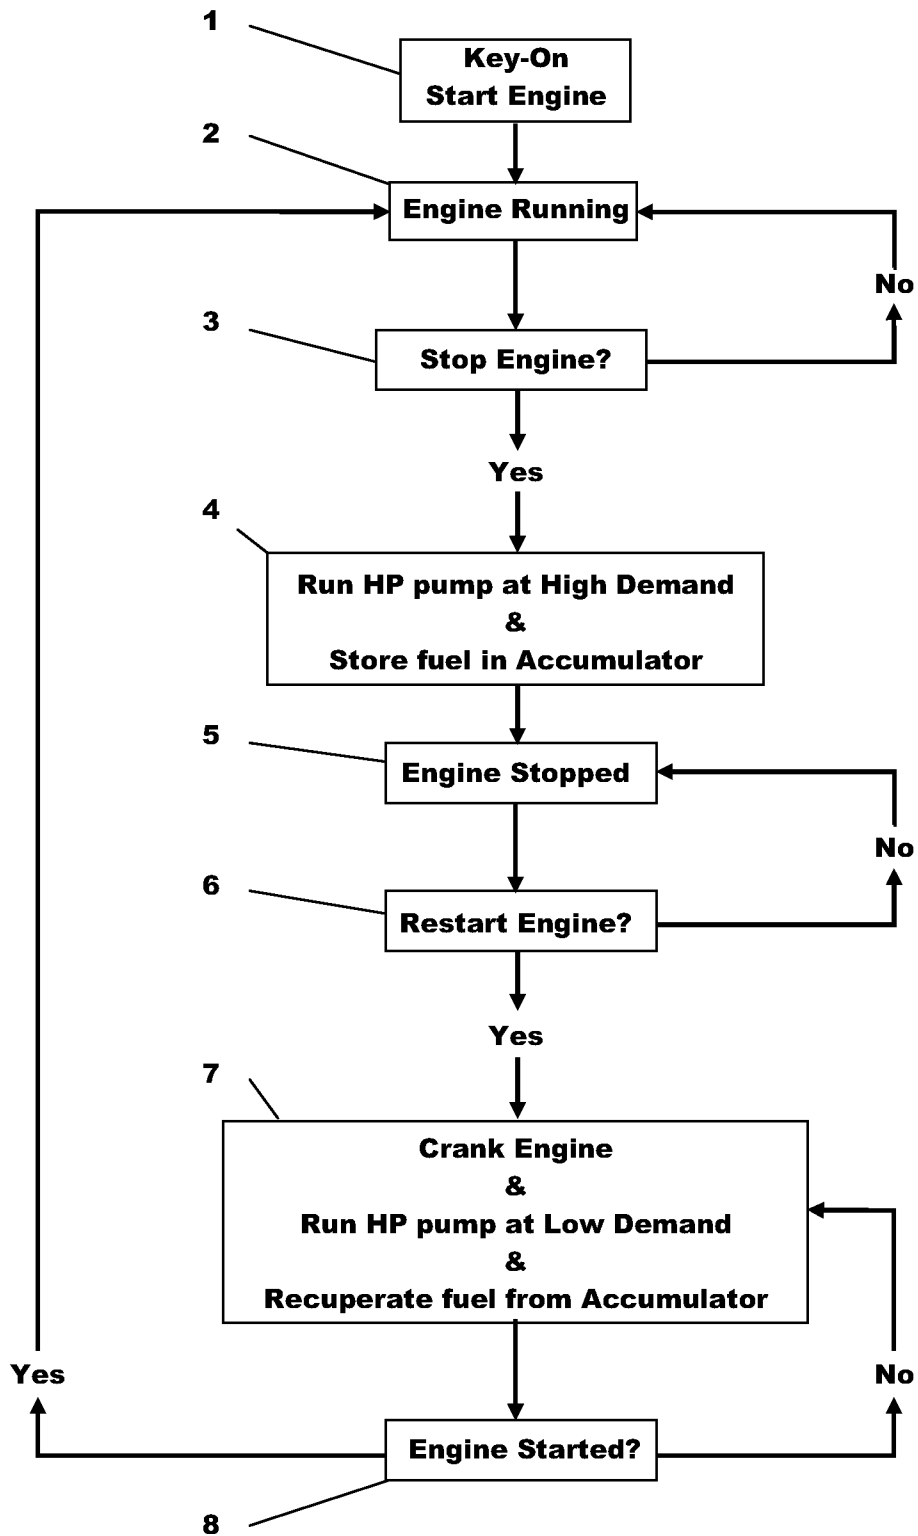 1
Key-On
Start Engine
2
Engine Running
No
3
Stop Engine?
Yes
4
Run HP pump at High Demand
&
Store fuel in Accumulator
5
Engine Stopped
No
6
Restart Engine?
Yes
7
Crank Engine
&
Run HP pump at Low Demand
&
Recuperate fuel from Accumulator
Yes
No
Engine Started?
8